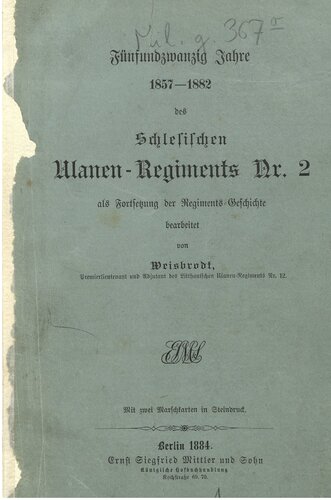 Mil. g. 367 o
Fünfundzwanzig Jahre
1857—1882
des
Schlesischen
Ulanen-Regiments Nr. 2
als Fortsetzung der Regiments-Geschichte
bearbeitet
von
Weisbrodt,
Premierlieutenant und Adjutant des Litthauischen Ulanen-Regiments Nr. 12.
Mit zwei Marschkarten in Steindruck.
Berlin 1884.
Ernst Siegfried Mittler und Sohn
Königliche Hofbuchhandlung
Kochstraße 69. 70.